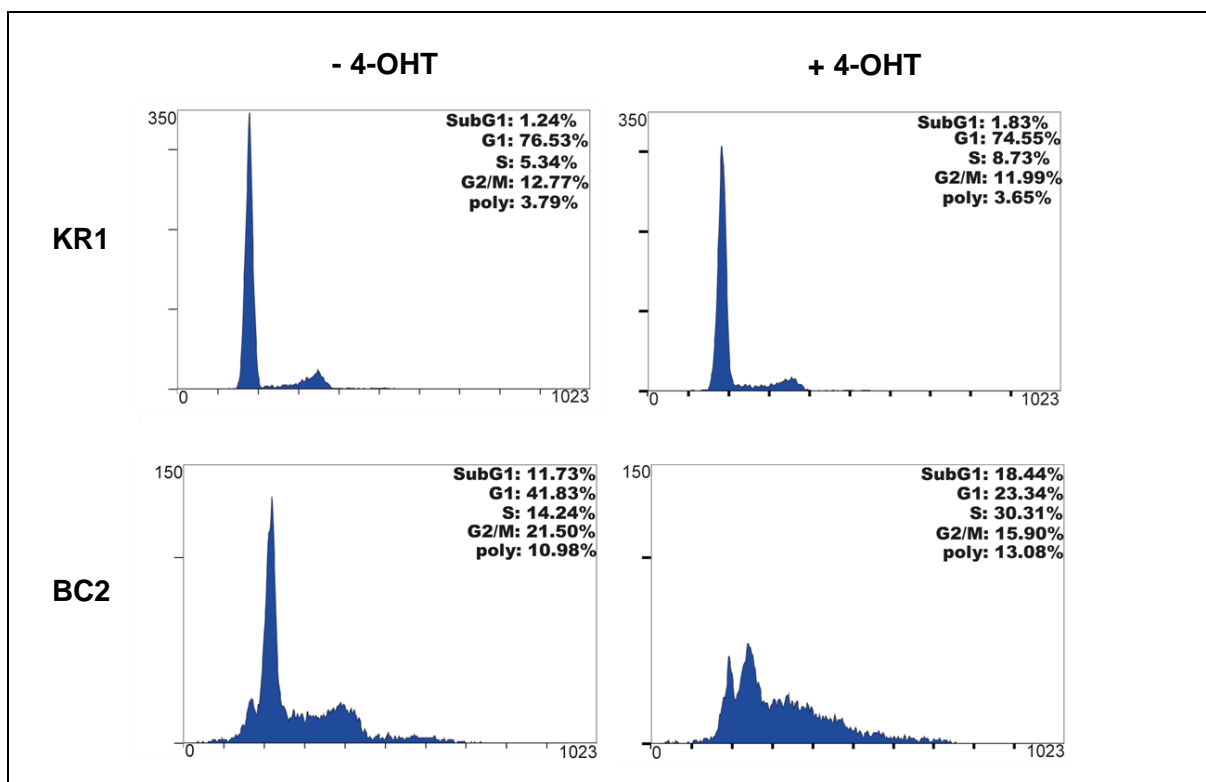 - 4-OHT
+ 4-OHT
KR1
350
SubG1: 1.24%
G1: 76.53%
S: 5.34%
G2/M: 12.77%
poly: 3.79%
0
1023
350
SubG1: 1.83%
G1: 74.55%
S: 8.73%
G2/M: 11.99%
poly: 3.65%
0
1023
BC2
150
SubG1: 11.73%
G1: 41.83%
S: 14.24%
G2/M: 21.50%
poly: 10.98%
0
1023
150
SubG1: 18.44%
G1: 23.34%
S: 30.31%
G2/M: 15.90%
poly: 13.08%
0
1023